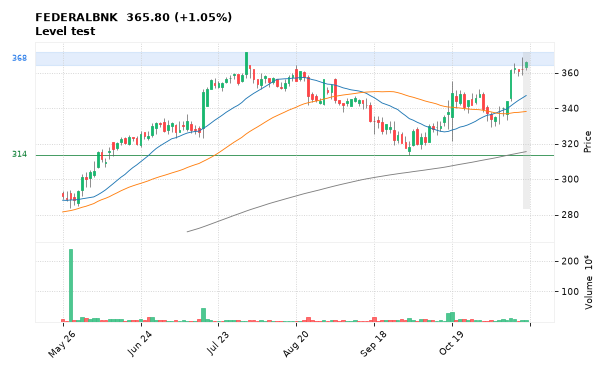 FEDERALBNK 365.80 (+1.05%)
Level test
368
314
360
340
320
300
280
Price
200
100
Volume 10⁶
May 26
Jun 24
Jul 23
Aug 20
Sep 18
Oct 19